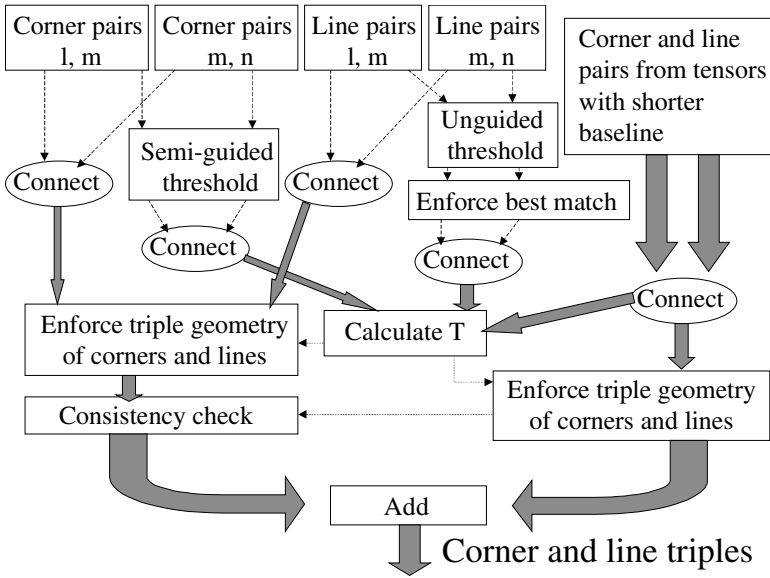 Corner pairs
l, m
Corner pairs
m, n
Line pairs
l, m
Line pairs
m, n
Corner and line
pairs from tensors
with shorter
baseline
Semi-guided
threshold
Unguided
threshold
Connect
Connect
Enforce best match
Connect
Connect
Connect
Enforce triple geometry
of corners and lines
Calculate T
Enforce triple geometry
of corners and lines
Consistency check
Add
Corner and line triples